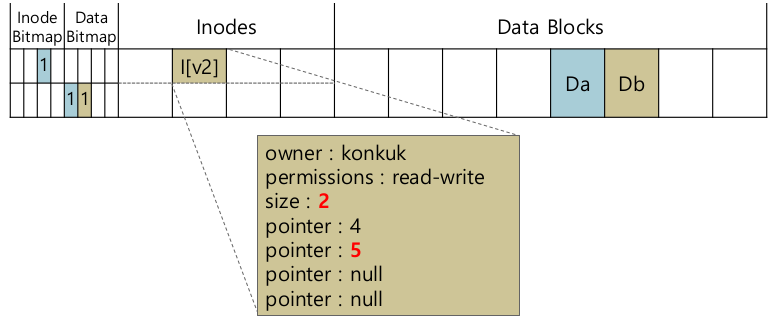 Inode Bitmap
Data Bitmap
Inodes
Data Blocks
1
I[v2]
1 1
Da
Db
owner : konkuk
permissions : read-write
size : 2
pointer : 4
pointer : 5
pointer : null
pointer : null